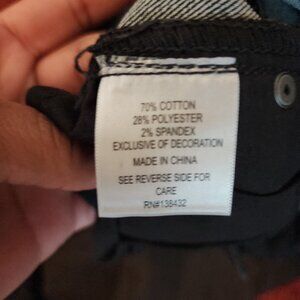 70% COTTON
28% POLYESTER
2% SPANDEX
EXCLUSIVE OF DECORATION
MADE IN CHINA
SEE REVERSE SIDE FOR
CARE
RN#138432